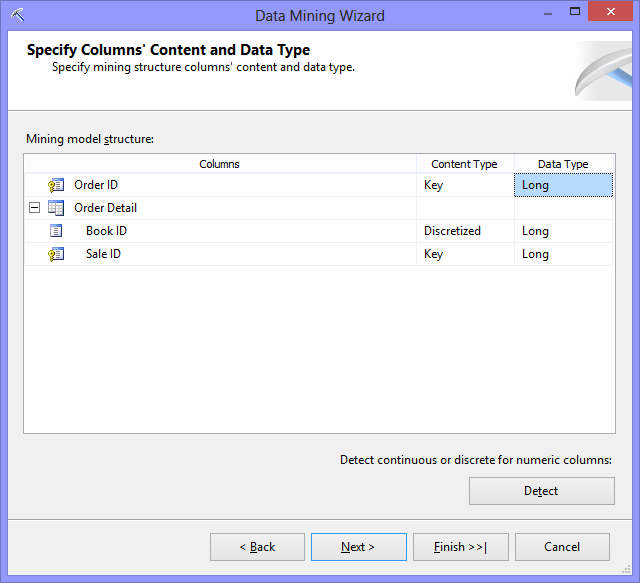 Data Mining Wizard
Specify Columns' Content and Data Type
Specify mining structure columns' content and data type.
Mining model structure:
Columns Content Type Data Type
Order ID Key Long
Order Detail
Book ID Discretized Long
Sale ID Key Long
Detect continuous or discrete for numeric columns:
Detect
< Back Next > Finish >>| Cancel